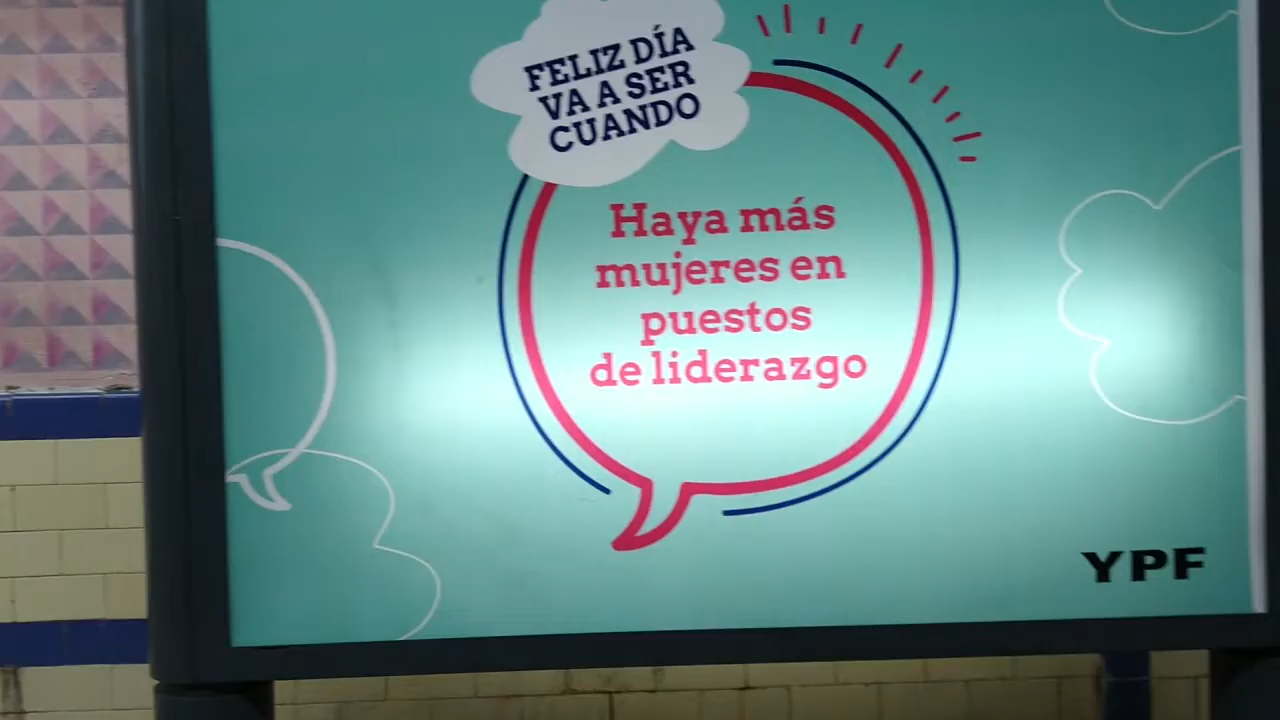 FELIZ DÍA
VA A SER
CUANDO
Haya más
mujeres en
puestos
de liderazgo
YPF